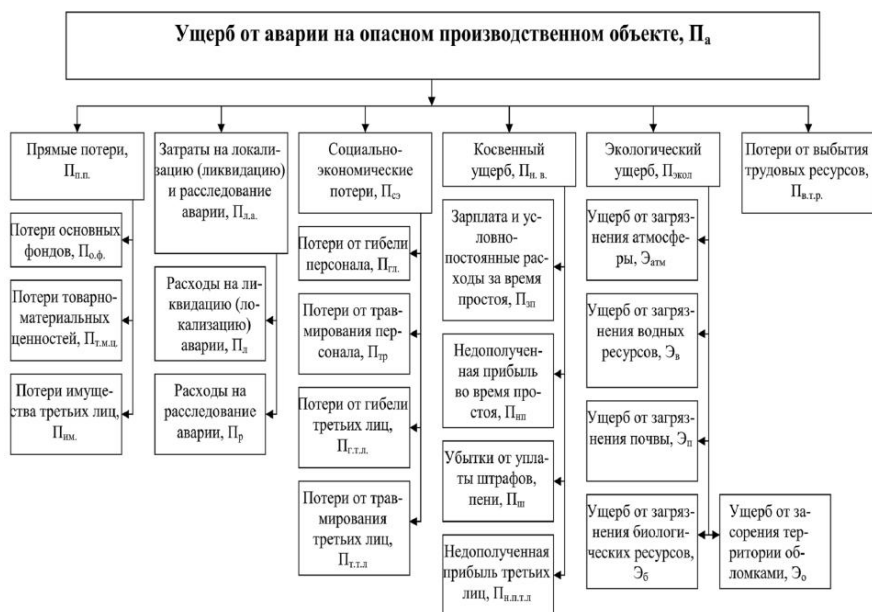 Ущерб от аварии на опасном производственном объекте, Па
Прямые потери,
Пп.п.
Потери основных
фондов, По.ф.
Потери товарно-
материальных
ценностей, Пт.м.ц.
Потери имуще-
ства третьих лиц,
Пим.
Затраты на локали-
зацию (ликвидацию)
и расследование
аварии, Пл.а.
Расходы на лик-
видацию (ло-
кализацию)
аварии, Пл
Расходы на
расследование
аварии, Пр
Социально-
экономические
потери, Псэ
Потери от гибели
персонала, Пгл.
Потери от трав-
мирования пер-
сонала, Птр
Потери от гибели
третьих лиц,
Пг.т.л.
Потери от трав-
мирования
третьих лиц,
Пт.т.л
Косвенный
ущерб, Пн. в.
Зарплата и ус-
ловно-
постоянные рас-
ходы за время
простоя, Пзп
Недополучен-
ная прибыль
во время про-
стоя, Пнп
Убытки от упла-
ты штрафов,
пени, Пш
Недополученная
прибыль третьих
лиц, Пн.п.т.л
Экологический
ущерб, Пэкол
Ущерб от загряз-
нения атмосфе-
ры, Эатм
Ущерб от
загрязнения
водных ре-
сурсов, Эв
Ущерб от загряз-
нения почвы, Эп
Ущерб от загряз-
нения биологи-
ческих ресурсов,
Эб
Ущерб от за-
сорения терри-
тории об-
ломками, Эо
Потери от выбытия
трудовых ресурсов,
Пв.т.р.